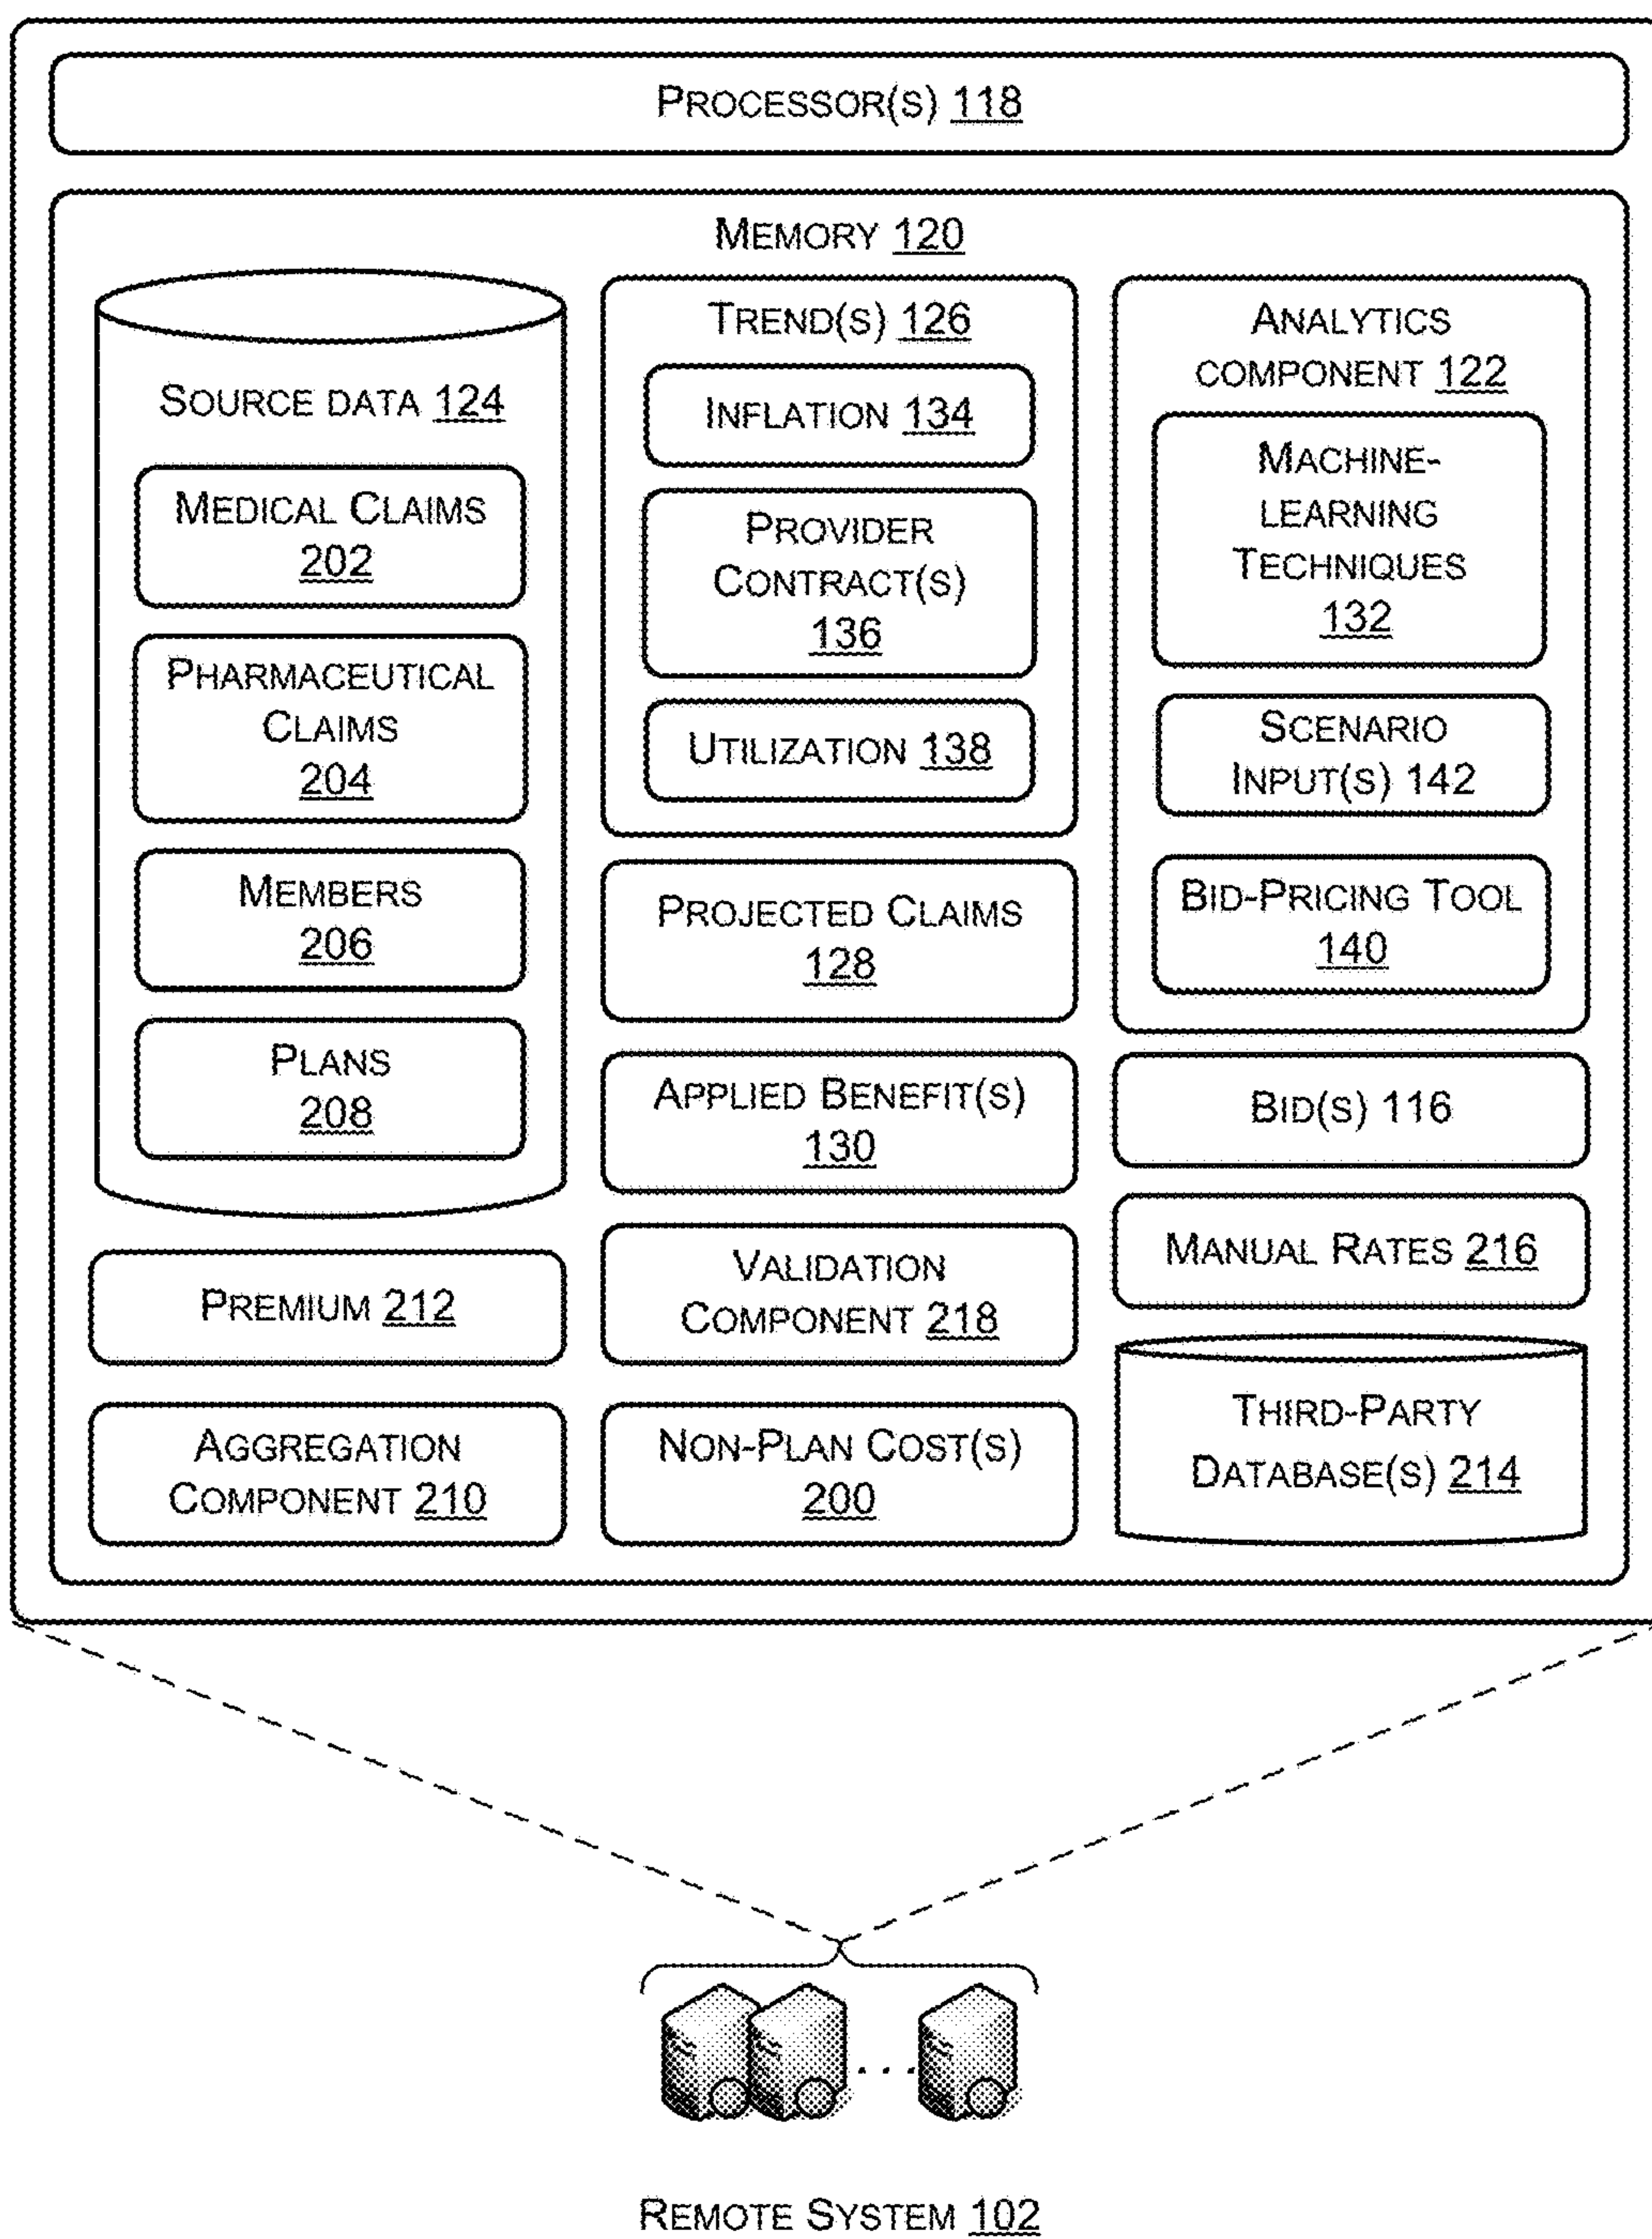 PROCESSOR(S) 118
MEMORY 120
SOURCE DATA 124
MEDICAL CLAIMS
202
PHARMACEUTICAL
CLAIMS
204
MEMBERS
206
PLANS
208
PREMIUM 212
AGGREGATION
COMPONENT 210
TREND(S) 126
INFLATION 134
PROVIDER
CONTRACT(S)
136
UTILIZATION 138
PROJECTED CLAIMS
128
APPLIED BENEFIT(S)
130
VALIDATION
COMPONENT 218
NON-PLAN COST(S)
200
ANALYTICS
COMPONENT 122
MACHINE-
LEARNING
TECHNIQUES
132
SCENARIO
INPUT(S) 142
BID-PRICING TOOL
140
BID(S) 116
MANUAL RATES 216
THIRD-PARTY
DATABASE(S) 214
REMOTE SYSTEM 102